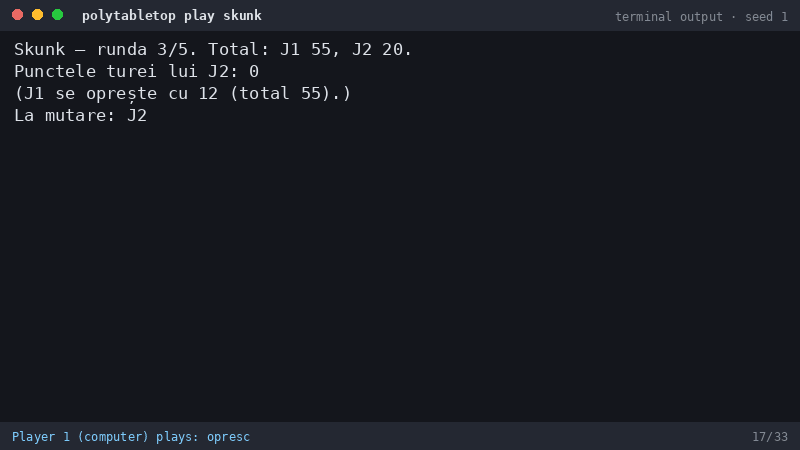 polytabletop play skunk
terminal output · seed 1
Skunk — runda 3/5. Total: J1 55, J2 20.
Punctele turei lui J2: 0
(J1 se oprește cu 12 (total 55).)
La mutare: J2
Player 1 (computer) plays: opresc
17/33